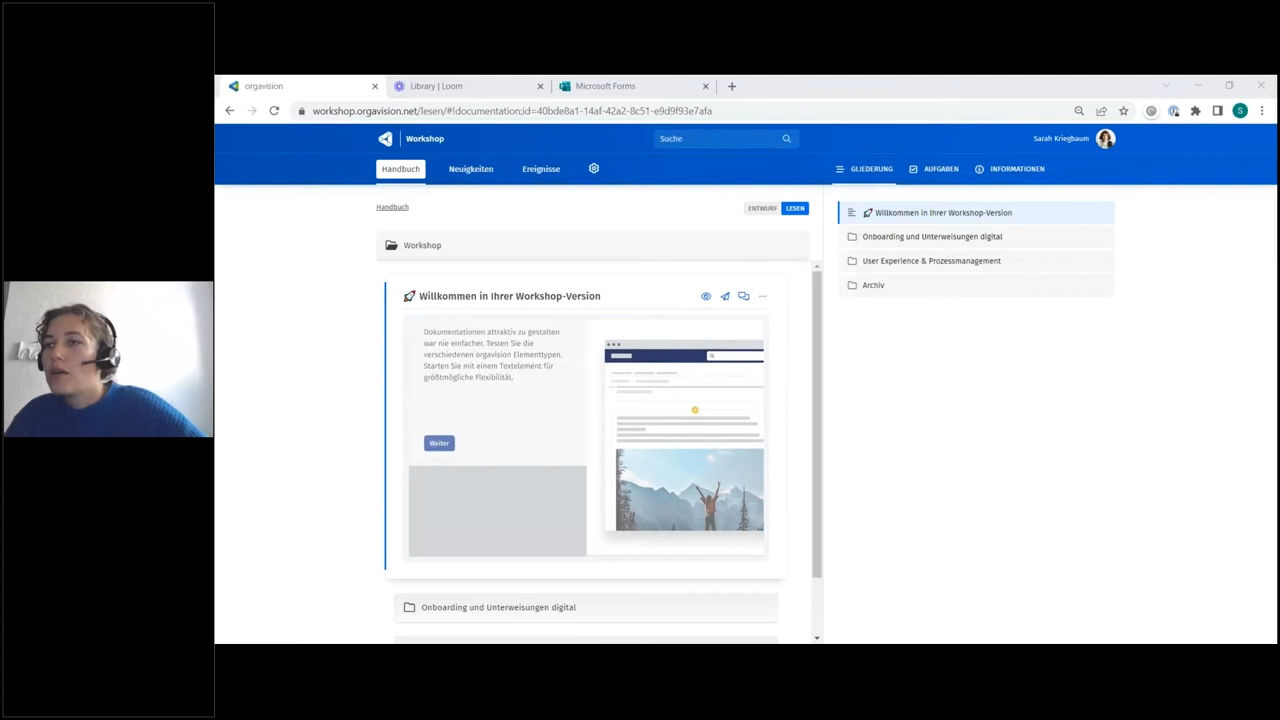 orgavision
Library | Loom
Microsoft Forms
workshop.orgavision.net/lesen/#!documentation;id=40bde8a1-14af-42a2-8c51-e9d9f93e7afa
S
Workshop
Suche
Sarah Kriegbaum
Handbuch
Neuigkeiten
Ereignisse
GLIEDERUNG
AUFGABEN
INFORMATIONEN
Handbuch
ENTWURF
LESEN
Workshop
Willkommen in Ihrer Workshop-Version
Dokumentationen attraktiv zu gestalten
war nie einfacher. Testen Sie die
verschiedenen orgavision Elementtypen.
Starten Sie mit einem Textelement für
größtmögliche Flexibilität.
Weiter
Onboarding und Unterweisungen digital
Willkommen in Ihrer Workshop-Version
Onboarding und Unterweisungen digital
User Experience & Prozessmanagement
Archiv